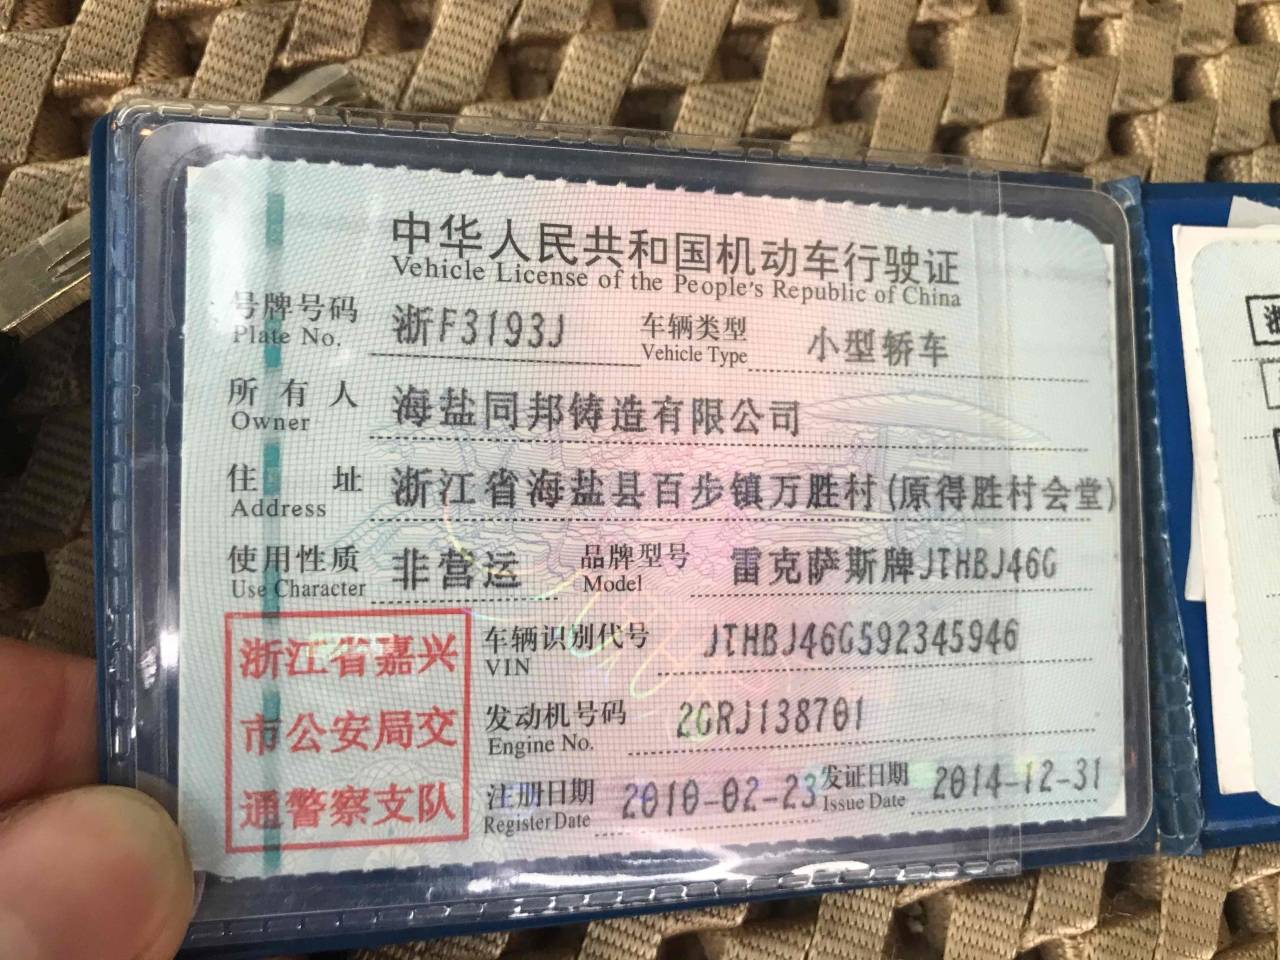 中华人民共和国机动车行驶证
Vehicle License of the People's Republic of China
号牌号码 浙F3193J 车辆类型 小型轿车
Plate No. Vehicle Type
所有人 海盐同邦铸造有限公司
Owner
住址 浙江省海盐县百步镇万胜村(原得胜村会堂)
Address
使用性质 非营运 品牌型号 雷克萨斯牌JTHBJ46G
Use Character Model
浙江省嘉兴
市公安局交
通警察支队
车辆识别代号 JTHBJ46G592345946
VIN
发动机号码 2GRJ138701
Engine No.
注册日期 2010-02-23 发证日期 2014-12-31
Register Date Issue Date